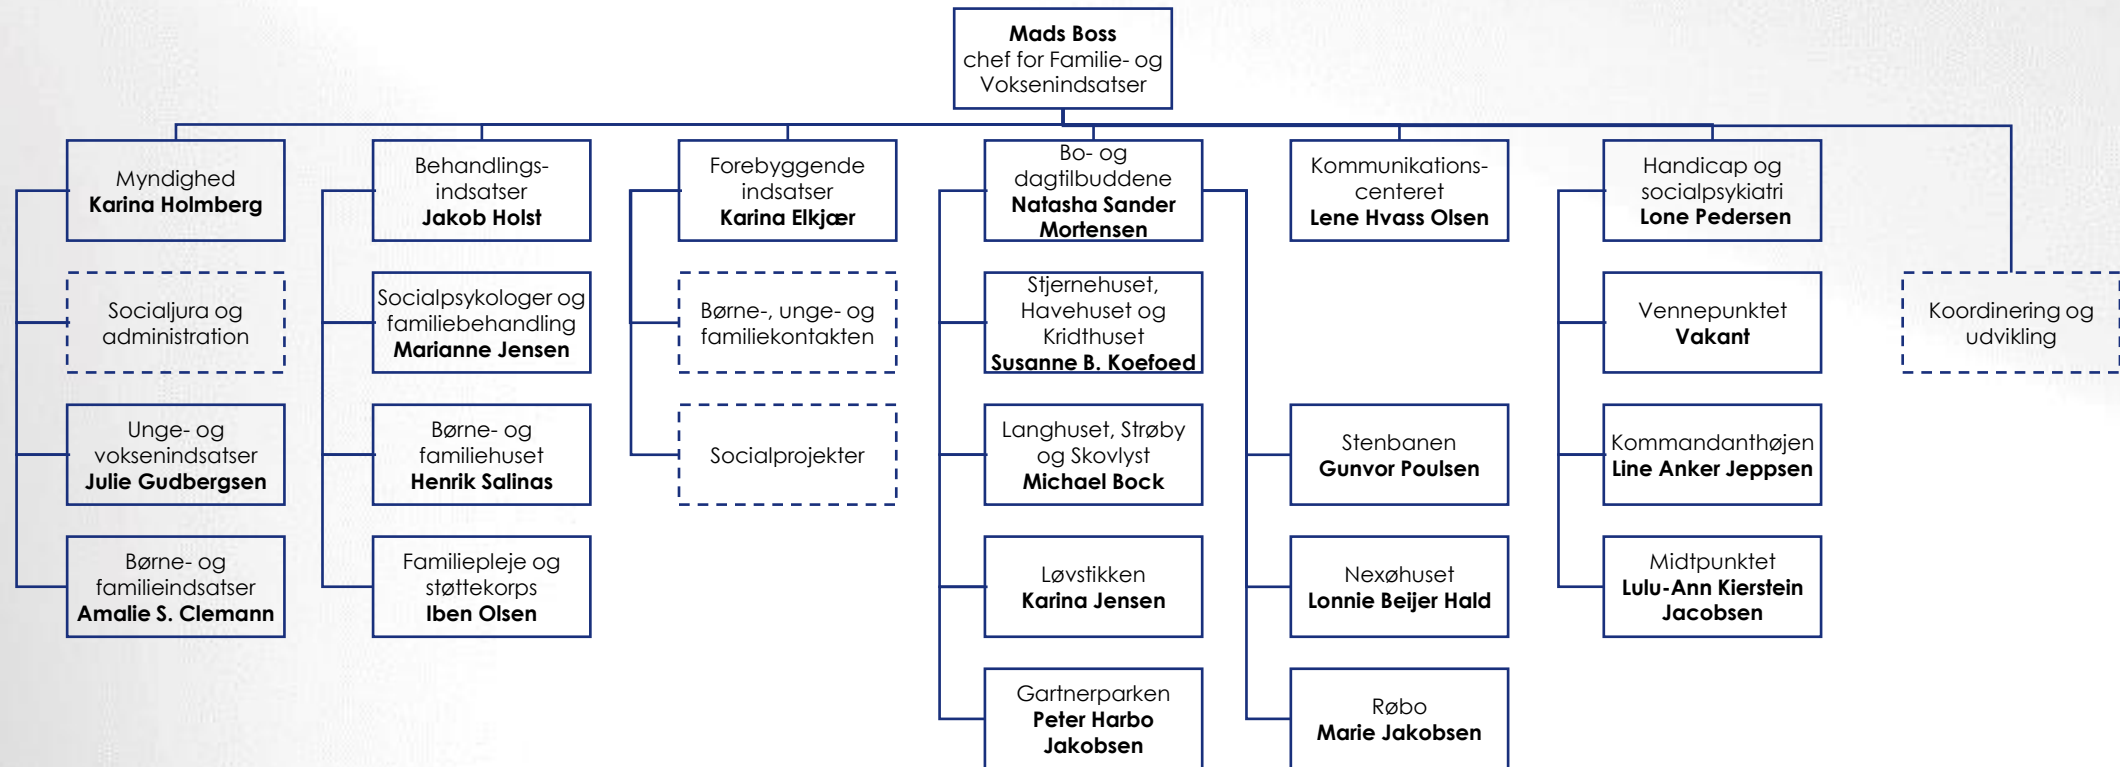 Mads Boss
chef for Familie- og
Voksenindsatser
Myndighed
Karina Holmberg
Behandlings-
indsatser
Jakob Holst
Forebyggende
indsatser
Karina Elkjær
Bo- og
dagtilbuddene
Natasha Sander
Mortensen
Kommunikations-
centeret
Lene Hvass Olsen
Handicap og
socialpsykiatri
Lone Pedersen
Socialjura og
administration
Socialpsykologer og
familiebehandling
Marianne Jensen
Børne-, unge- og
familiekontakten
Stjernehuset,
Havehuset og
Kridthuset
Susanne B. Koefoed
Vennepunktet
Vakant
Koordinering og
udvikling
Unge- og
voksenindsatser
Julie Gudbergsen
Børne- og
familiehuset
Henrik Salinas
Socialprojekter
Langhuset, Strøby
og Skovlyst
Michael Bock
Stenbanen
Gunvor Poulsen
Kommandanthøjen
Line Anker Jeppsen
Børne- og
familieindsatser
Amalie S. Clemann
Familiepleje og
støttekorps
Iben Olsen
Løvstikken
Karina Jensen
Nexøhuset
Lonnie Beijer Hald
Midtpunktet
Lulu-Ann Kierstein
Jacobsen
Gartnerparken
Peter Harbo
Jakobsen
Røbo
Marie Jakobsen